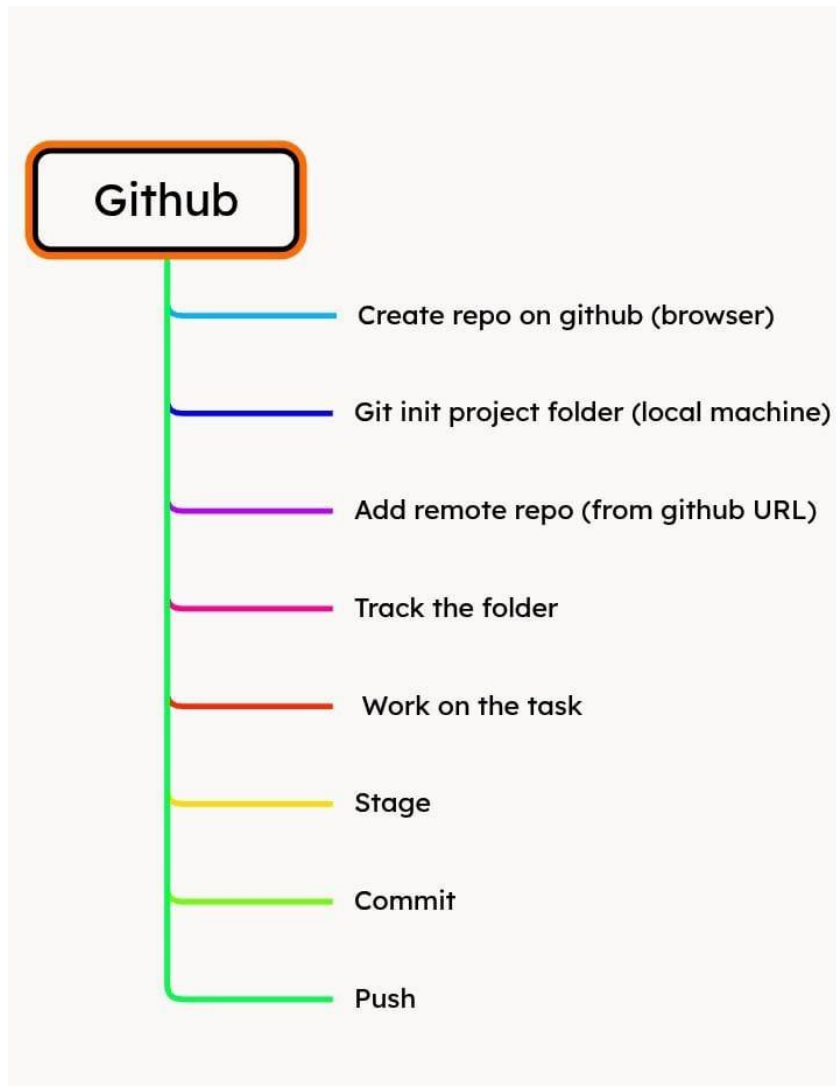 Github
Create repo on github (browser)
Git init project folder (local machine)
Add remote repo (from github URL)
Track the folder
Work on the task
Stage
Commit
Push